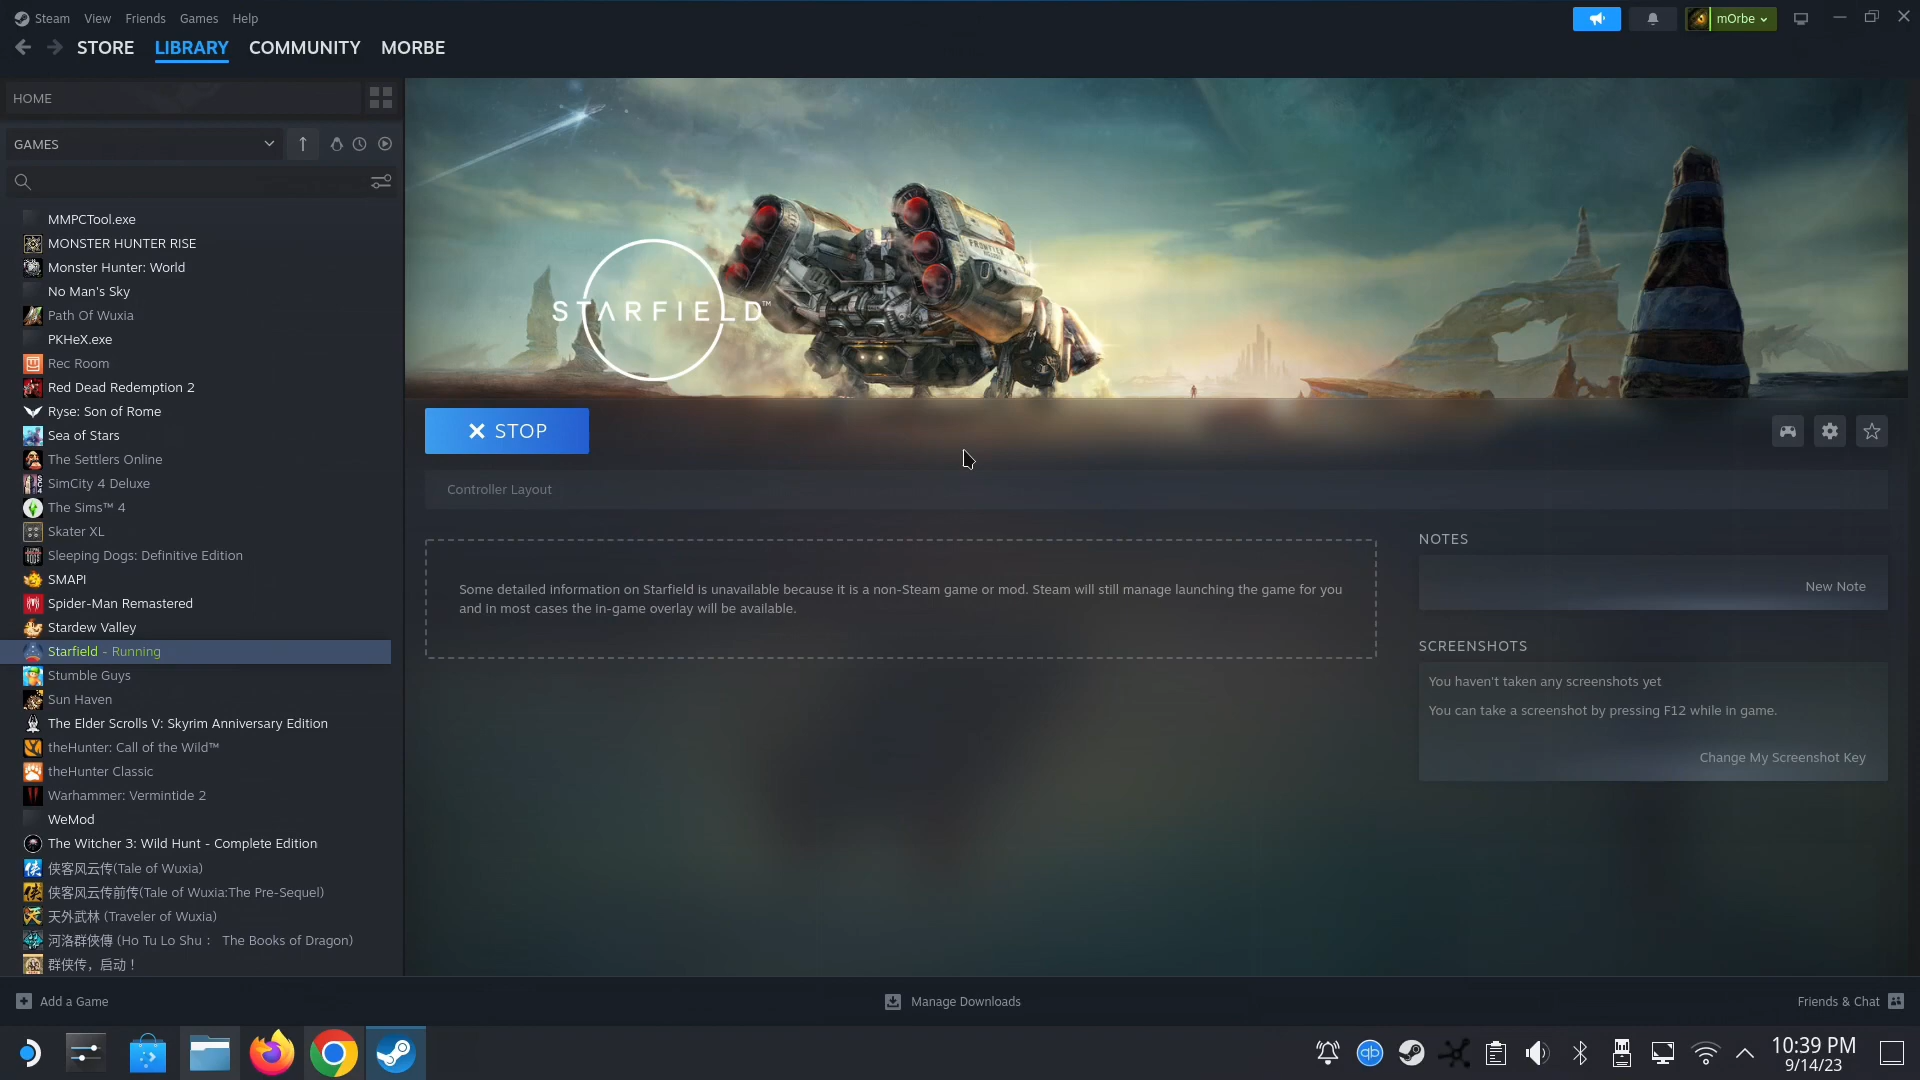 Steam View Friends Games Help
mOrbe
STORE LIBRARY COMMUNITY MORBE
HOME
GAMES
MMPCTool.exe
MONSTER HUNTER RISE
Monster Hunter: World
No Man's Sky
Path Of Wuxia
PKHeX.exe
Rec Room
Red Dead Redemption 2
Ryse: Son of Rome
Sea of Stars
The Settlers Online
SimCity 4 Deluxe
The Sims™ 4
Skater XL
Sleeping Dogs: Definitive Edition
SMAPI
Spider-Man Remastered
Stardew Valley
Starfield - Running
Stumble Guys
Sun Haven
The Elder Scrolls V: Skyrim Anniversary Edition
theHunter: Call of the Wild™
theHunter Classic
Warhammer: Vermintide 2
WeMod
The Witcher 3: Wild Hunt - Complete Edition
侠客风云传(Tale of Wuxia)
侠客风云传前传(Tale of Wuxia:The Pre-Sequel)
天外武林 (Traveler of Wuxia)
河洛群俠傳 (Ho Tu Lo Shu： The Books of Dragon)
群侠传，启动！
FRONTIER
STARFIELD™
STOP
Controller Layout
Some detailed information on Starfield is unavailable because it is a non-Steam game or mod. Steam will still manage launching the game for you
and in most cases the in-game overlay will be available.
NOTES
New Note
SCREENSHOTS
You haven't taken any screenshots yet
You can take a screenshot by pressing F12 while in game.
Change My Screenshot Key
Add a Game
Manage Downloads
Friends & Chat
qb
10:39 PM
9/14/23